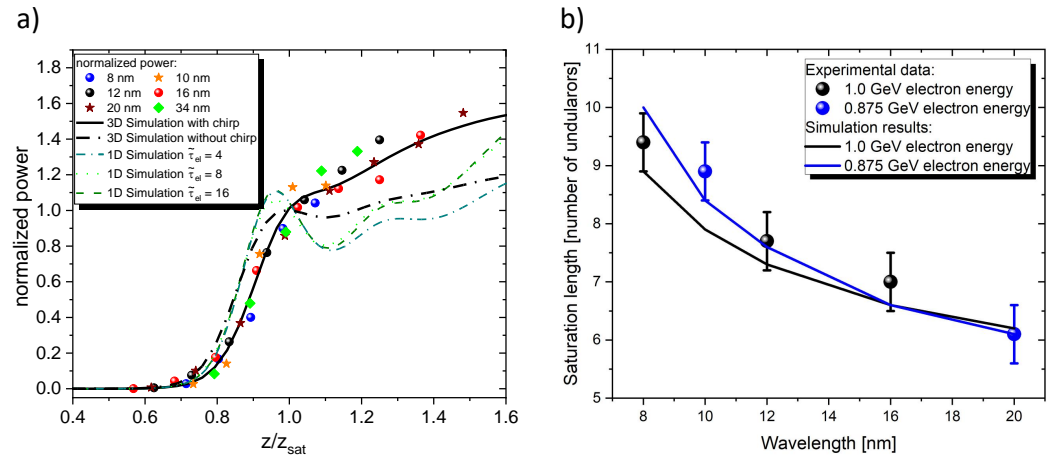 a)
normalized power
1.8
1.6
1.4
1.2
1.0
0.8
0.6
0.4
0.2
0.0
normalized power:
8 nm 10 nm
12 nm 16 nm
20 nm 34 nm
3D Simulation with chirp
3D Simulation without chirp
1D Simulation τ̃el = 4
1D Simulation τ̃el = 8
1D Simulation τ̃el = 16
0.4 0.6 0.8 1.0 1.2 1.4 1.6
z/zsat
b)
Saturation length [number of undularors]
11
10
9
8
7
6
5
Experimental data:
1.0 GeV electron energy
0.875 GeV electron energy
Simulation results:
1.0 GeV electron energy
0.875 GeV electron energy
8 10 12 14 16 18 20
Wavelength [nm]